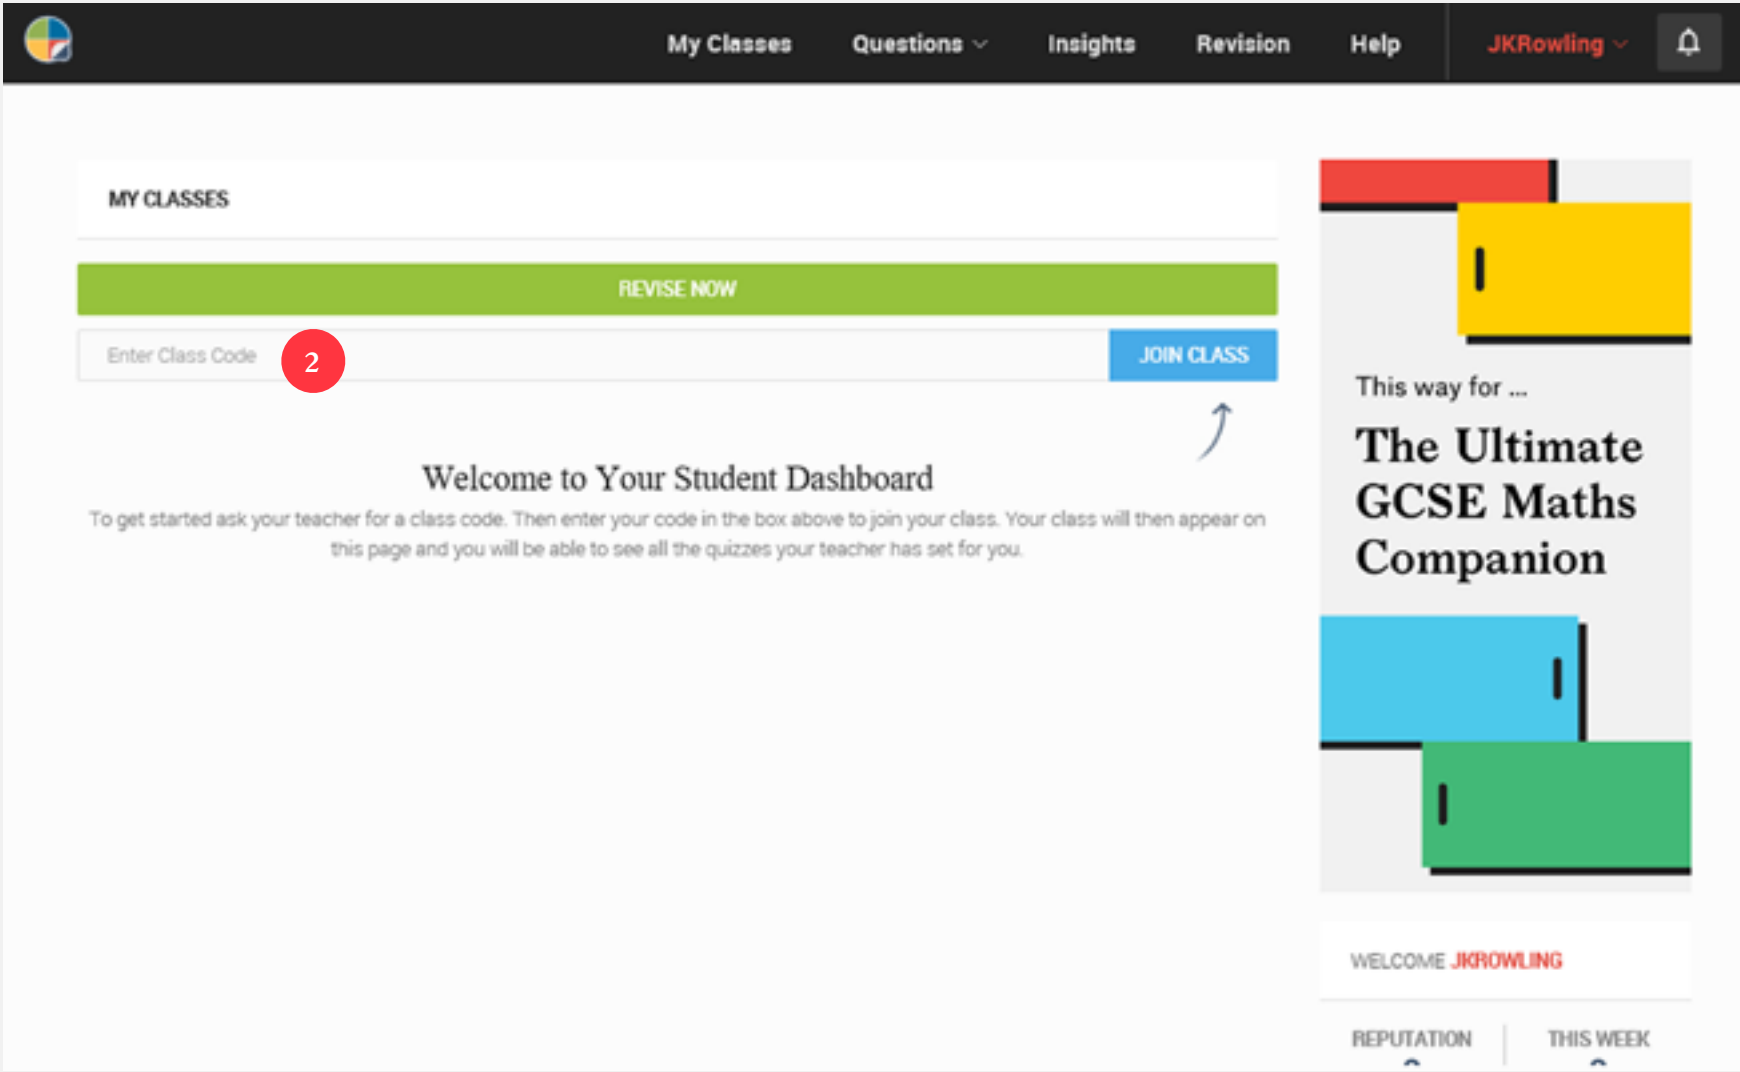 My Classes Questions Insights Revision Help JKRowling
MY CLASSES
REVISE NOW
Enter Class Code 2 JOIN CLASS
Welcome to Your Student Dashboard
To get started ask your teacher for a class code. Then enter your code in the box above to join your class. Your class will then appear on
this page and you will be able to see all the quizzes your teacher has set for you.
This way for ...
The Ultimate
GCSE Maths
Companion
WELCOME JKROWLING
REPUTATION THIS WEEK